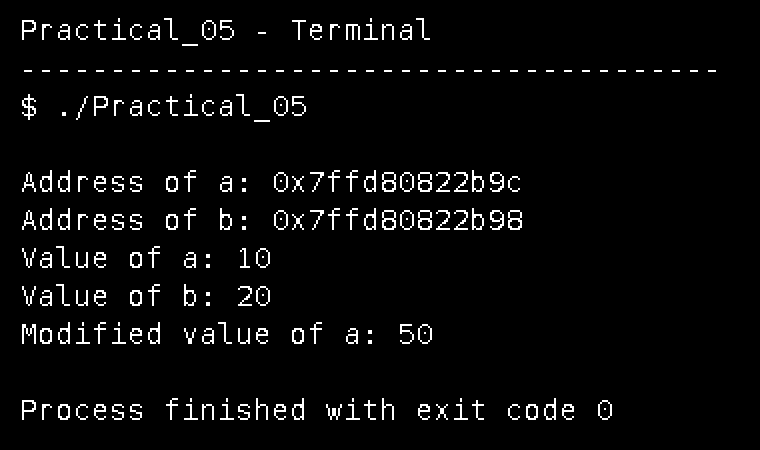 Practical_05 - Terminal
---------------------------------------
$ ./Practical_05
Address of a: 0x7ffd80822b9c
Address of b: 0x7ffd80822b98
Value of a: 10
Value of b: 20
Modified value of a: 50
Process finished with exit code 0